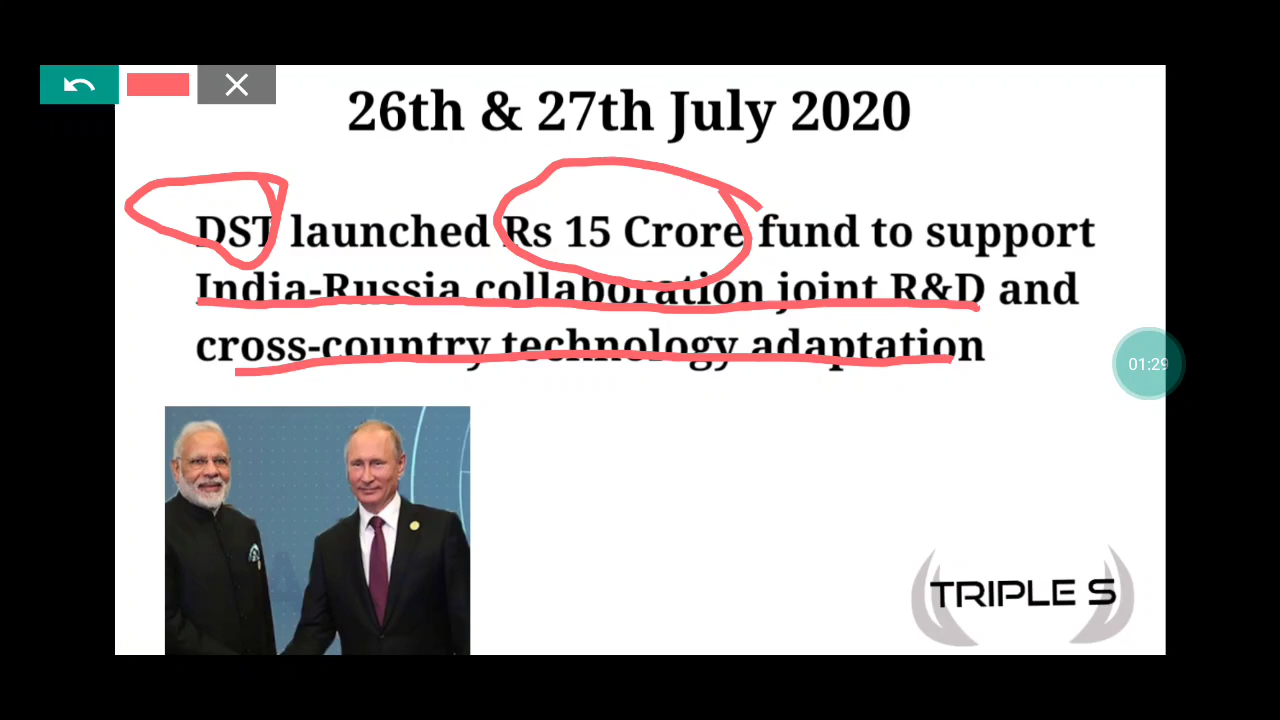 26th & 27th July 2020
DST launched Rs 15 Crore fund to support
India-Russia collaboration joint R&D and
cross-country technology adaptation
01:29
TRIPLE S